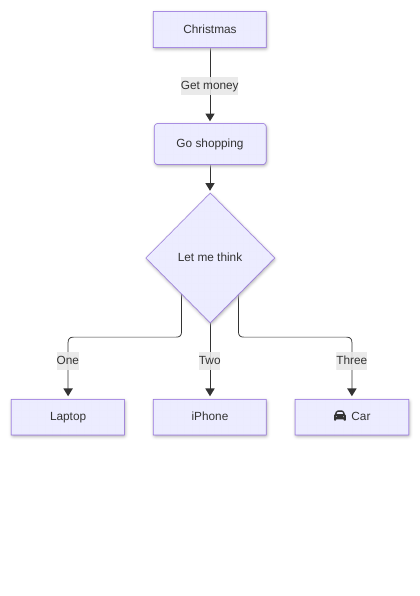 Christmas
Get money
Go shopping
Let me think
One
Two
Three
Laptop
iPhone
Car